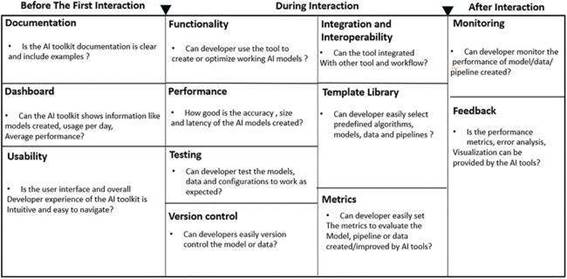 Before The First Interaction
During Interaction
After Interaction
Documentation
• Is the AI toolkit documentation is clear
and include examples ?
Dashboard
• Can the AI toolkit shows information like
models created, usage per day,
Average performance?
Usability
• Is the user interface and overall
Developer experience of the AI toolkit is
Intuitive and easy to navigate?
Functionality
• Can developer use the tool to
create or optimize working AI models ?
Performance
• How good is the accuracy , size
and latency of the AI models created?
Testing
• Can developer test the models,
data and configurations to work as
expected?
Version control
• Can developers easily version
control the model or data?
Integration and
Interoperability
• Can the tool integrated
With other tool and workflow?
Template Library
• Can developer easily select
predefined algorithms,
models, data and pipelines ?
Metrics
• Can developer easily set
The metrics to evaluate the
Model, pipeline or data
created/improved by AI tools?
Monitoring
• Can developer monitor the
performance of model/data/
pipeline created?
Feedback
• Is the performance
metrics, error analysis,
Visualization can be
provided by the AI tools?